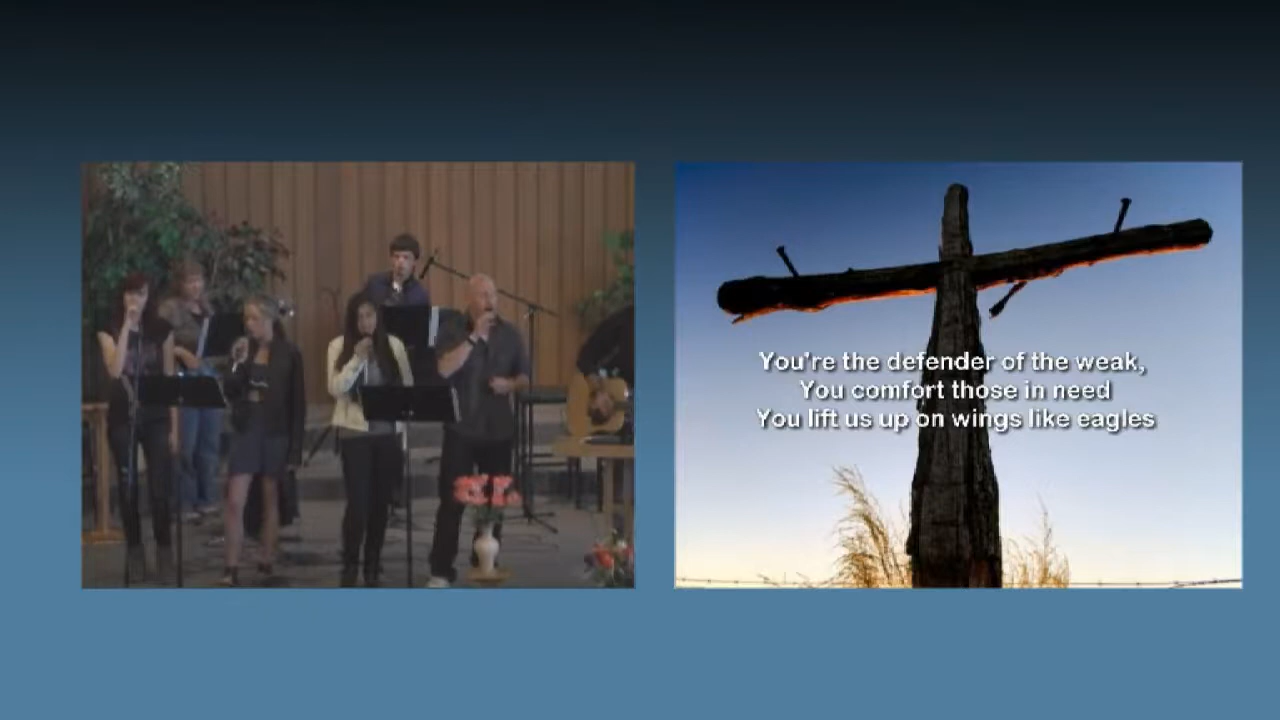 You're the defender of the weak,
You comfort those in need
You lift us up on wings like eagles